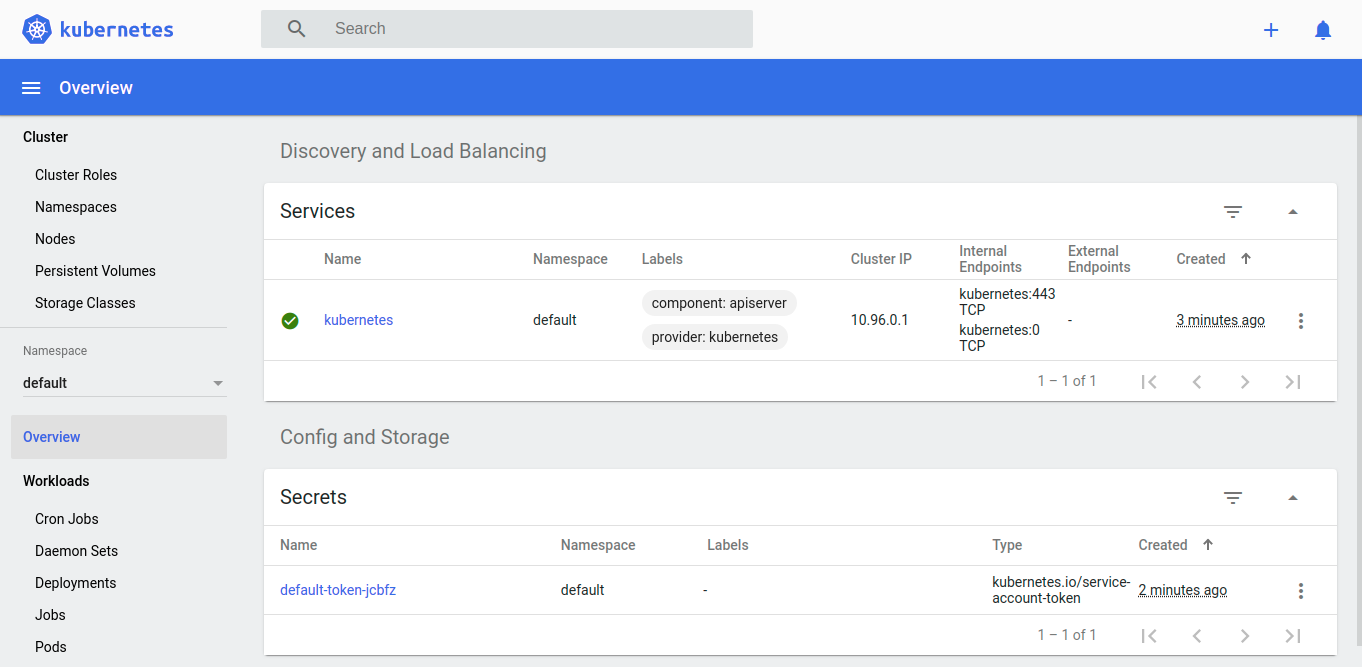 kubernetes
Search
Overview
Cluster
Cluster Roles
Namespaces
Nodes
Persistent Volumes
Storage Classes
Namespace
default
Overview
Workloads
Cron Jobs
Daemon Sets
Deployments
Jobs
Pods
Discovery and Load Balancing
Services
Name Namespace Labels Cluster IP Internal Endpoints External Endpoints Created
kubernetes default component: apiserver provider: kubernetes 10.96.0.1 kubernetes:443 TCP kubernetes:0 TCP - 3 minutes ago
1 – 1 of 1
Config and Storage
Secrets
Name Namespace Labels Type Created
default-token-jcbfz default - kubernetes.io/service-account-token 2 minutes ago
1 – 1 of 1